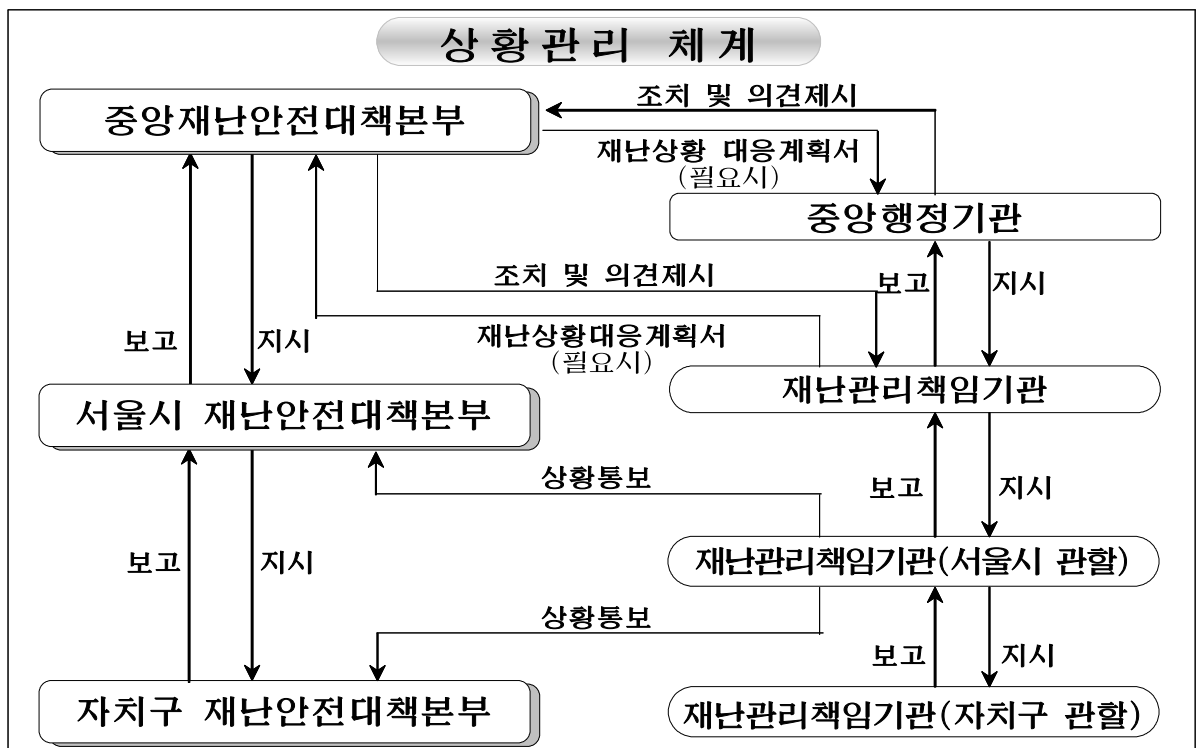 상황관리 체계
조치 및 의견제시
중앙재난안전대책본부
재난상황 대응계획서
(필요시)
중앙행정기관
조치 및 의견제시
보고
지시
보고
지시
재난상황대응계획서
(필요시)
재난관리책임기관
서울시 재난안전대책본부
상황통보
보고
지시
보고
지시
재난관리책임기관(서울시 관할)
상황통보
보고
지시
자치구 재난안전대책본부
재난관리책임기관(자치구 관할)